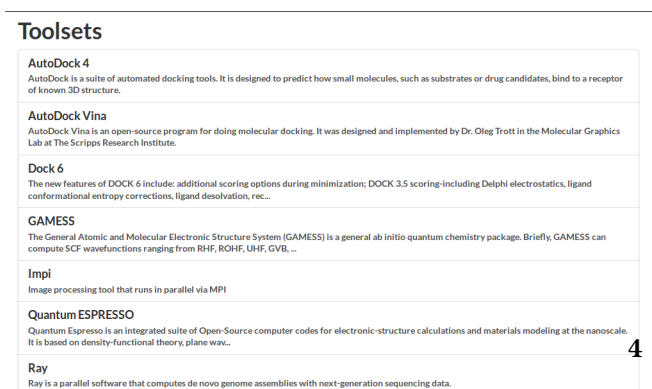 Toolsets
AutoDock 4
AutoDock is a suite of automated docking tools. It is designed to predict how small molecules, such as substrates or drug candidates, bind to a receptor
of known 3D structure.
AutoDock Vina
AutoDock Vina is an open-source program for doing molecular docking. It was designed and implemented by Dr. Oleg Trott in the Molecular Graphics
Lab at The Scripps Research Institute.
Dock 6
The new features of DOCK 6 include: additional scoring options during minimization; DOCK 3.5 scoring-including Delphi electrostatics, ligand
conformational entropy corrections, ligand desolvation, rec...
GAMESS
The General Atomic and Molecular Electronic Structure System (GAMESS) is a general ab initio quantum chemistry package. Briefly, GAMESS can
compute SCF wavefunctions ranging from RHF, ROHF, UHF, GVB, ...
Impi
Image processing tool that runs in parallel via MPI
Quantum ESPRESSO
Quantum Espresso is an integrated suite of Open-Source computer codes for electronic-structure calculations and materials modeling at the nanoscale.
It is based on density-functional theory, plane wav...
4
Ray
Ray is a parallel software that computes de novo genome assemblies with next-generation sequencing data.